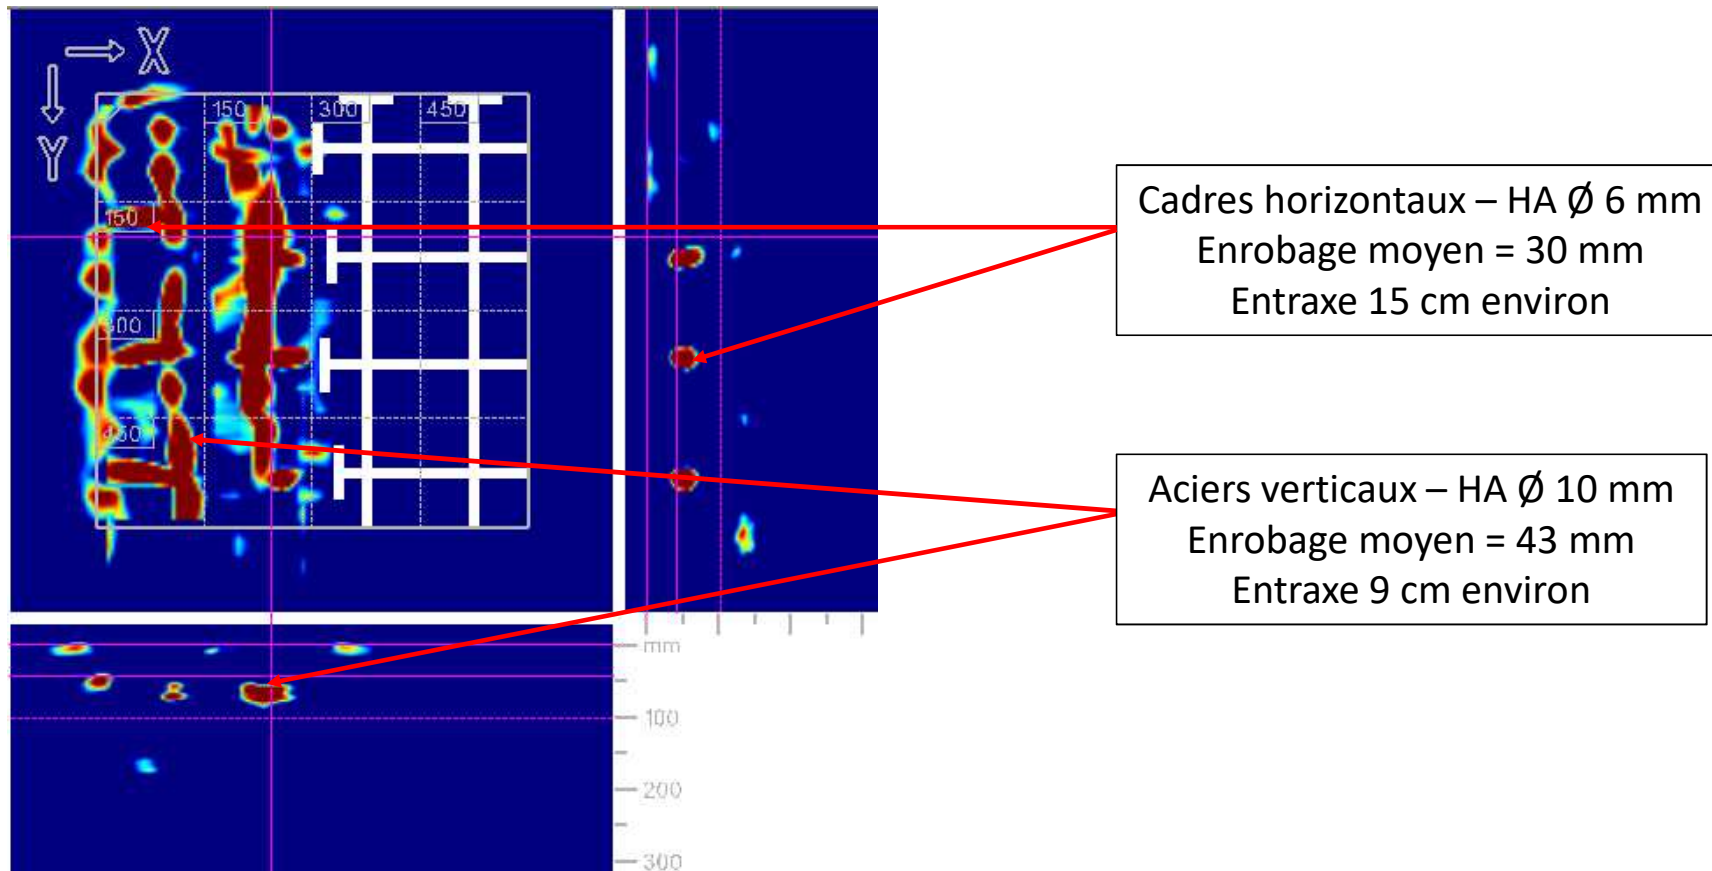 X
Y
150
300
450
150
300
450
mm
100
200
300
Cadres horizontaux – HA Ø 6 mm
Enrobage moyen = 30 mm
Entraxe 15 cm environ
Aciers verticaux – HA Ø 10 mm
Enrobage moyen = 43 mm
Entraxe 9 cm environ